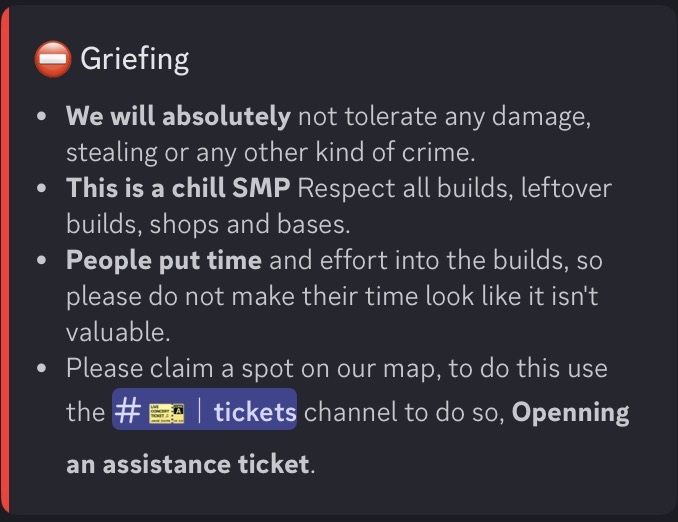 Griefing
• We will absolutely not tolerate any damage,
stealing or any other kind of crime.
• This is a chill SMP Respect all builds, leftover
builds, shops and bases.
• People put time and effort into the builds, so
please do not make their time look like it isn't
valuable.
• Please claim a spot on our map, to do this use
the # 🎫 | tickets channel to do so, Openning
an assistance ticket.